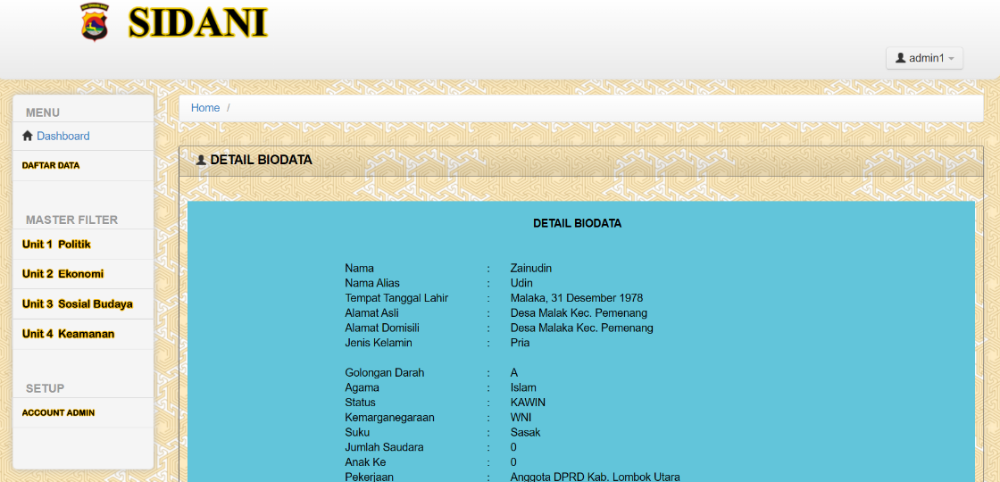 SIDANI
admin1
MENU
Home /
Dashboard
DETAIL BIODATA
DAFTAR DATA
MASTER FILTER
Unit 1 Politik
Unit 2 Ekonomi
Unit 3 Sosial Budaya
Unit 4 Keamanan
SETUP
ACCOUNT ADMIN
DETAIL BIODATA
Nama : Zainudin
Nama Alias : Udin
Tempat Tanggal Lahir : Malaka, 31 Desember 1978
Alamat Asli : Desa Malak Kec. Pemenang
Alamat Domisili : Desa Malaka Kec. Pemenang
Jenis Kelamin : Pria
Golongan Darah : A
Agama : Islam
Status : KAWIN
Kemarganegaraan : WNI
Suku : Sasak
Jumlah Saudara : 0
Anak Ke : 0
Pekerjaan : Anggota DPRD Kab. Lombok Utara